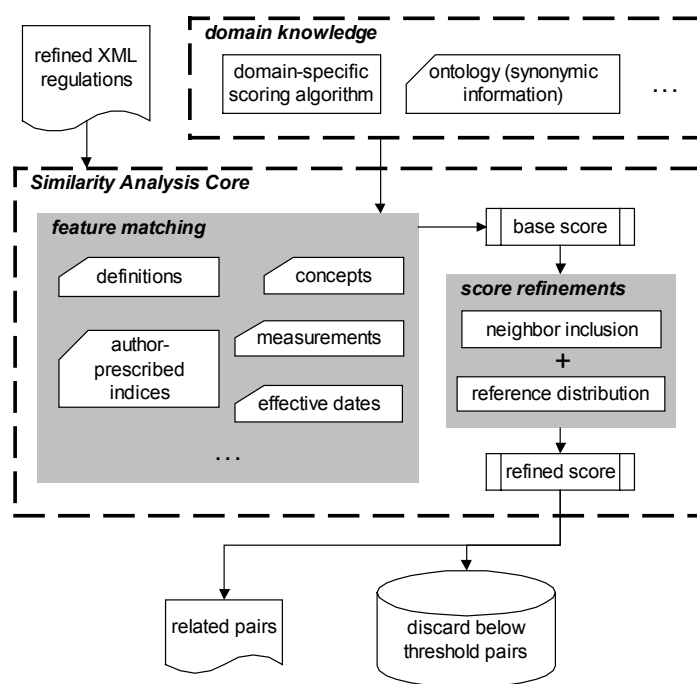 refined XML
regulations
domain knowledge
domain-specific
scoring algorithm
ontology (synonymic
information)
...
Similarity Analysis Core
feature matching
definitions
concepts
author-
prescribed
indices
measurements
effective dates
...
base score
score refinements
neighbor inclusion
+
reference distribution
refined score
related pairs
discard below
threshold pairs